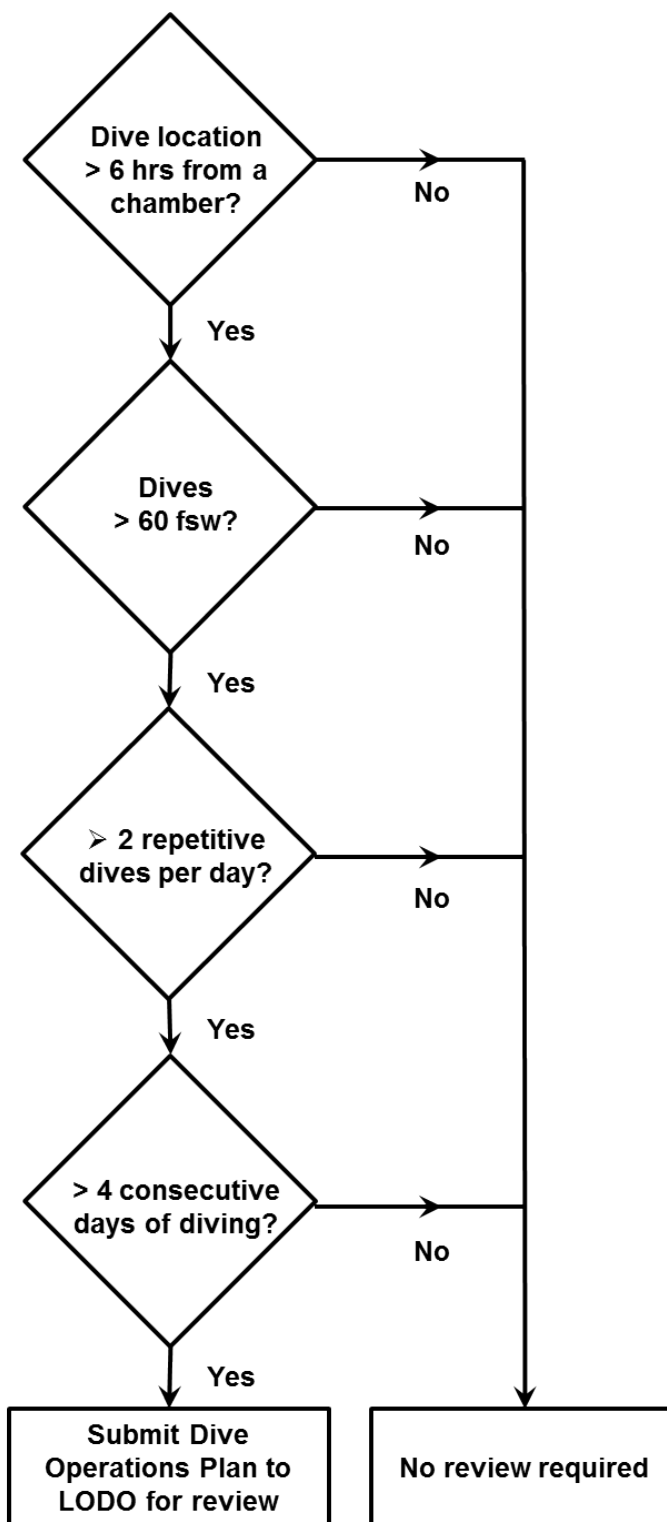 Dive location
> 6 hrs from a
chamber?
No
Yes
Dives
> 60 fsw?
No
Yes
➢ 2 repetitive
dives per day?
No
Yes
> 4 consecutive
days of diving?
No
Yes
Submit Dive
Operations Plan to
LODO for review
No review required